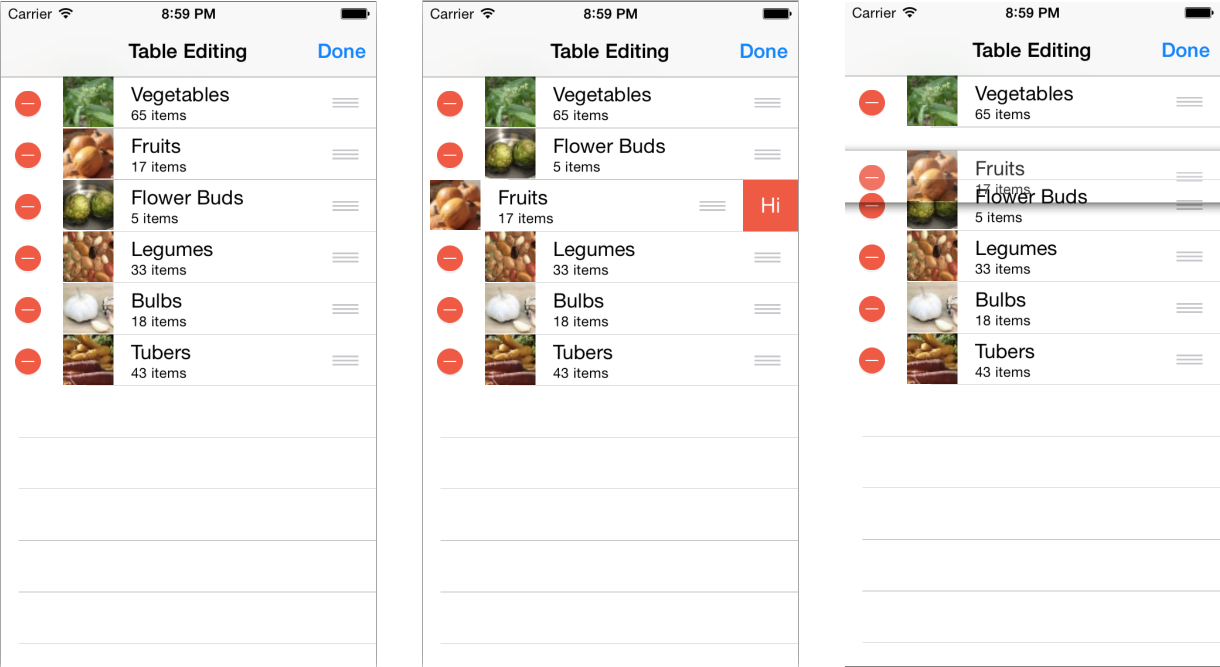 Carrier 8:59 PM
Table Editing Done
Vegetables
65 items
Fruits
17 items
Flower Buds
5 items
Legumes
33 items
Bulbs
18 items
Tubers
43 items
Carrier 8:59 PM
Table Editing Done
Vegetables
65 items
Flower Buds
5 items
Fruits
17 items
Hi
Legumes
33 items
Bulbs
18 items
Tubers
43 items
Carrier 8:59 PM
Table Editing Done
Vegetables
65 items
Fruits
17 items
Flower Buds
5 items
Legumes
33 items
Bulbs
18 items
Tubers
43 items